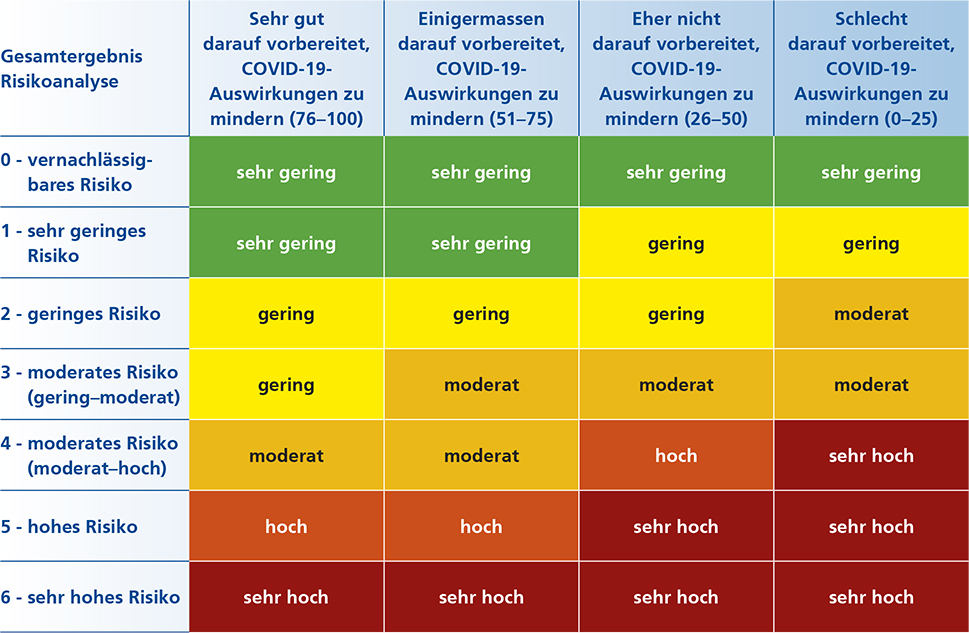 Gesamtergebnis
Risikoanalyse
Sehr gut
darauf vorbereitet,
COVID-19-
Auswirkungen zu
mindern (76–100)
Einigermassen
darauf vorbereitet,
COVID-19-
Auswirkungen zu
mindern (51–75)
Eher nicht
darauf vorbereitet,
COVID-19-
Auswirkungen zu
mindern (26–50)
Schlecht
darauf vorbereitet,
COVID-19-
Auswirkungen zu
mindern (0–25)
0 - vernachlässig-
bares Risiko
sehr gering
sehr gering
sehr gering
sehr gering
1 - sehr geringes
Risiko
sehr gering
sehr gering
gering
gering
2 - geringes Risiko
gering
gering
gering
moderat
3 - moderates Risiko
(gering–moderat)
gering
moderat
moderat
moderat
4 - moderates Risiko
(moderat–hoch)
moderat
moderat
hoch
sehr hoch
5 - hohes Risiko
hoch
hoch
sehr hoch
sehr hoch
6 - sehr hohes Risiko
sehr hoch
sehr hoch
sehr hoch
sehr hoch